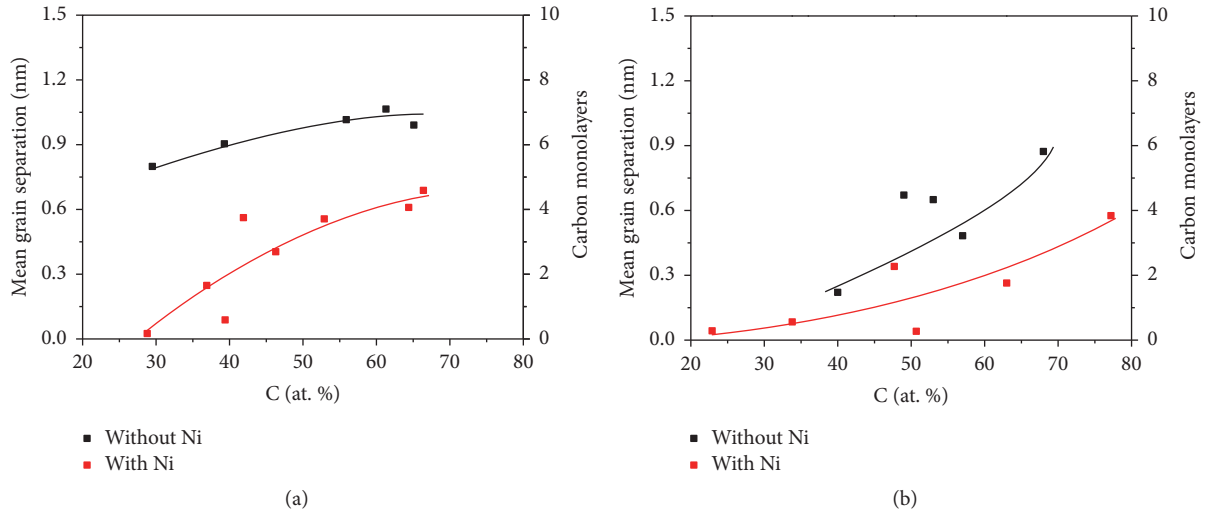 1.5
1.2
0.9
0.6
0.3
0.0
Mean grain separation (nm)
10
8
6
4
2
0
Carbon monolayers
20 30 40 50 60 70 80
C (at. %)
Without Ni
With Ni
(a)
1.5
1.2
0.9
0.6
0.3
0.0
Mean grain separation (nm)
10
8
6
4
2
0
Carbon monolayers
20 30 40 50 60 70 80
C (at. %)
Without Ni
With Ni
(b)